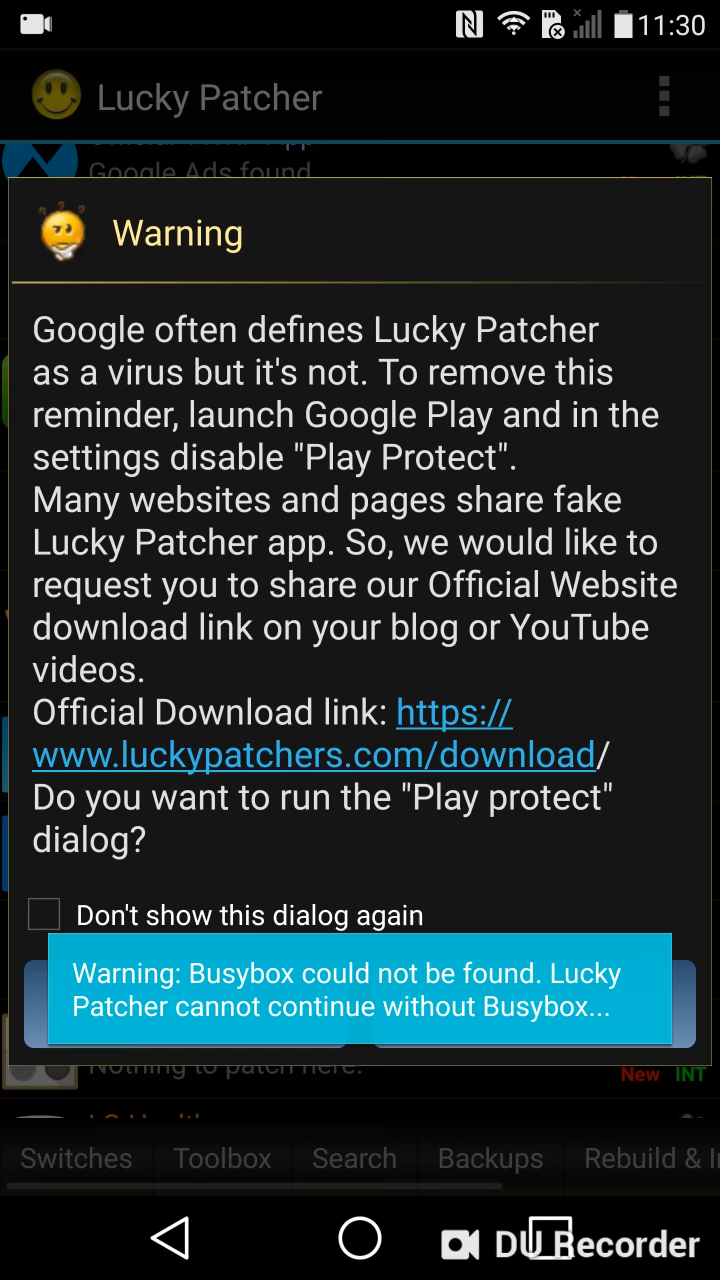 11:30
Lucky Patcher
Google Ads found
Warning
Google often defines Lucky Patcher
as a virus but it's not. To remove this
reminder, launch Google Play and in the
settings disable "Play Protect".
Many websites and pages share fake
Lucky Patcher app. So, we would like to
request you to share our Official Website
download link on your blog or YouTube
videos.
Official Download link: https://
www.luckypatchers.com/download/
Do you want to run the "Play protect"
dialog?
Don't show this dialog again
Warning: Busybox could not be found. Lucky
Patcher cannot continue without Busybox...
Nothing to patch here.
New INT
Switches Toolbox Search Backups Rebuild & I
DU Recorder